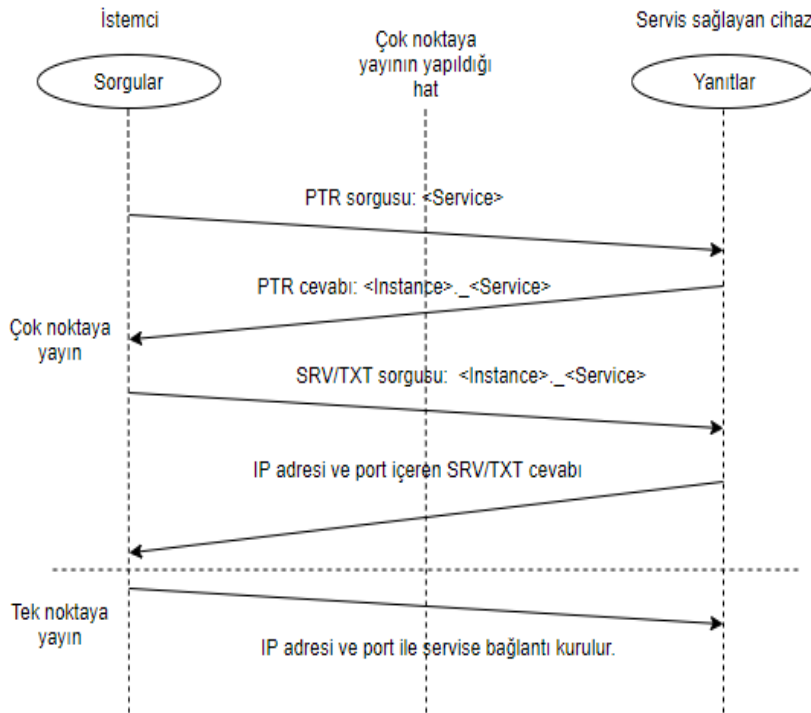 İstemci
Çok noktaya
yayının yapıldığı
hat
Servis sağlayan cihaz
Sorgular
Yanıtlar
PTR sorgusu: <Service>
PTR cevabı: <Instance>._<Service>
Çok noktaya
yayın
SRV/TXT sorgusu: <Instance>._<Service>
IP adresi ve port içeren SRV/TXT cevabı
Tek noktaya
yayın
IP adresi ve port ile servise bağlantı kurulur.